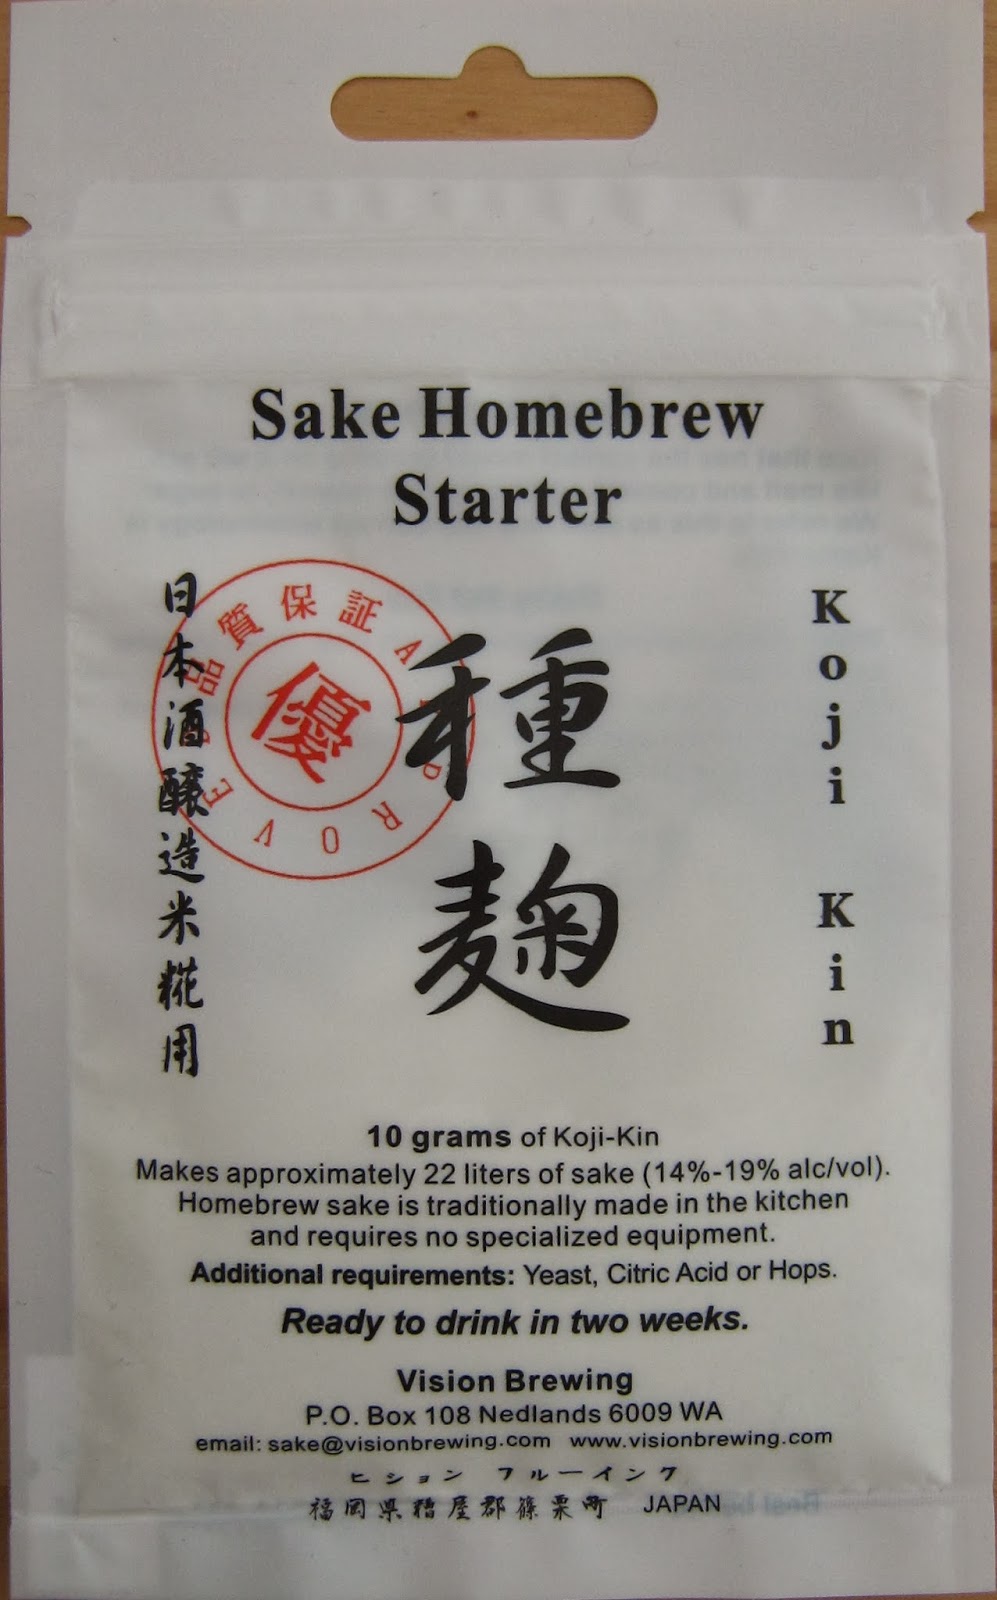 Sake Homebrew
Starter
日本酒醸造米糀用
品質保証 APPROVED
優
種麹
Koji Kin
10 grams of Koji-Kin
Makes approximately 22 liters of sake (14%-19% alc/vol).
Homebrew sake is traditionally made in the kitchen
and requires no specialized equipment.
Additional requirements: Yeast, Citric Acid or Hops.
Ready to drink in two weeks.
Vision Brewing
P.O. Box 108 Nedlands 6009 WA
email: sake@visionbrewing.com www.visionbrewing.com
ヒション フルーインク
福岡県糟屋郡篠栗町 JAPAN